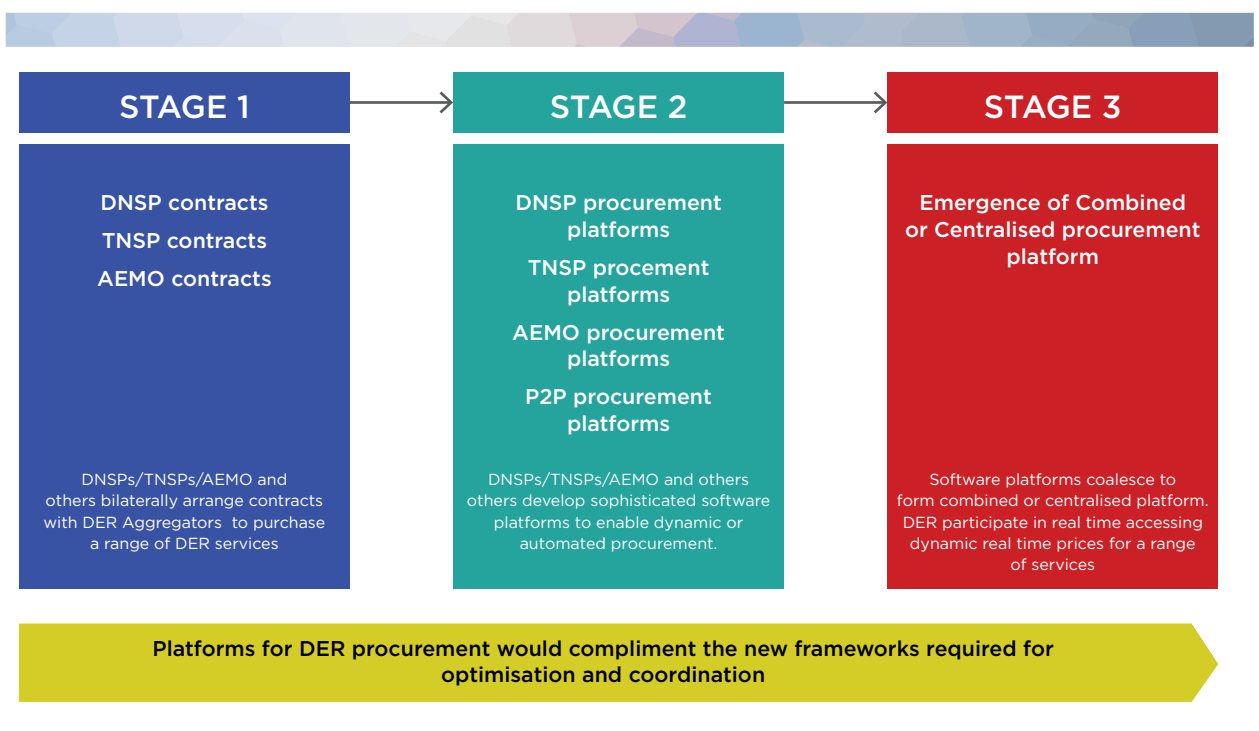 STAGE 1
DNSP contracts
TNSP contracts
AEMO contracts
DNSPs/TNSPs/AEMO and
others bilaterally arrange contracts
with DER Aggregators to purchase
a range of DER services
STAGE 2
DNSP procurement
platforms
TNSP procement
platforms
AEMO procurement
platforms
P2P procurement
platforms
DNSPs/TNSPs/AEMO and others
others develop sophisticated software
platforms to enable dynamic or
automated procurement.
STAGE 3
Emergence of Combined
or Centralised procurement
platform
Software platforms coalesce to
form combined or centralised platform.
DER participate in real time accessing
dynamic real time prices for a range
of services
Platforms for DER procurement would compliment the new frameworks required for
optimisation and coordination